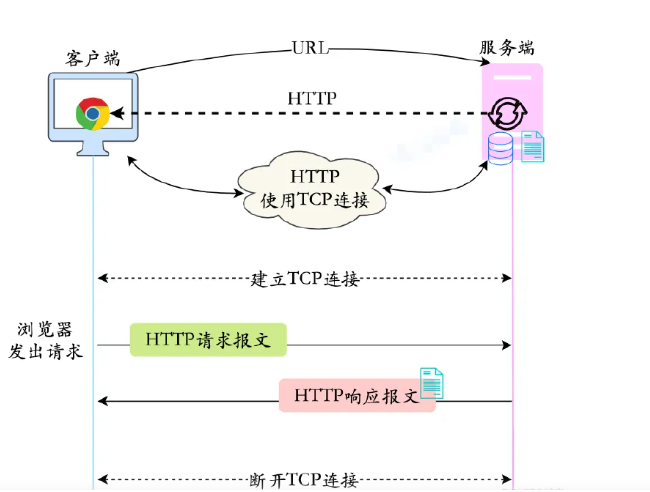 客户端
URL
服务端
HTTP
HTTP
使用TCP连接
建立TCP连接
浏览器
发出请求
HTTP请求报文
HTTP响应报文
断开TCP连接